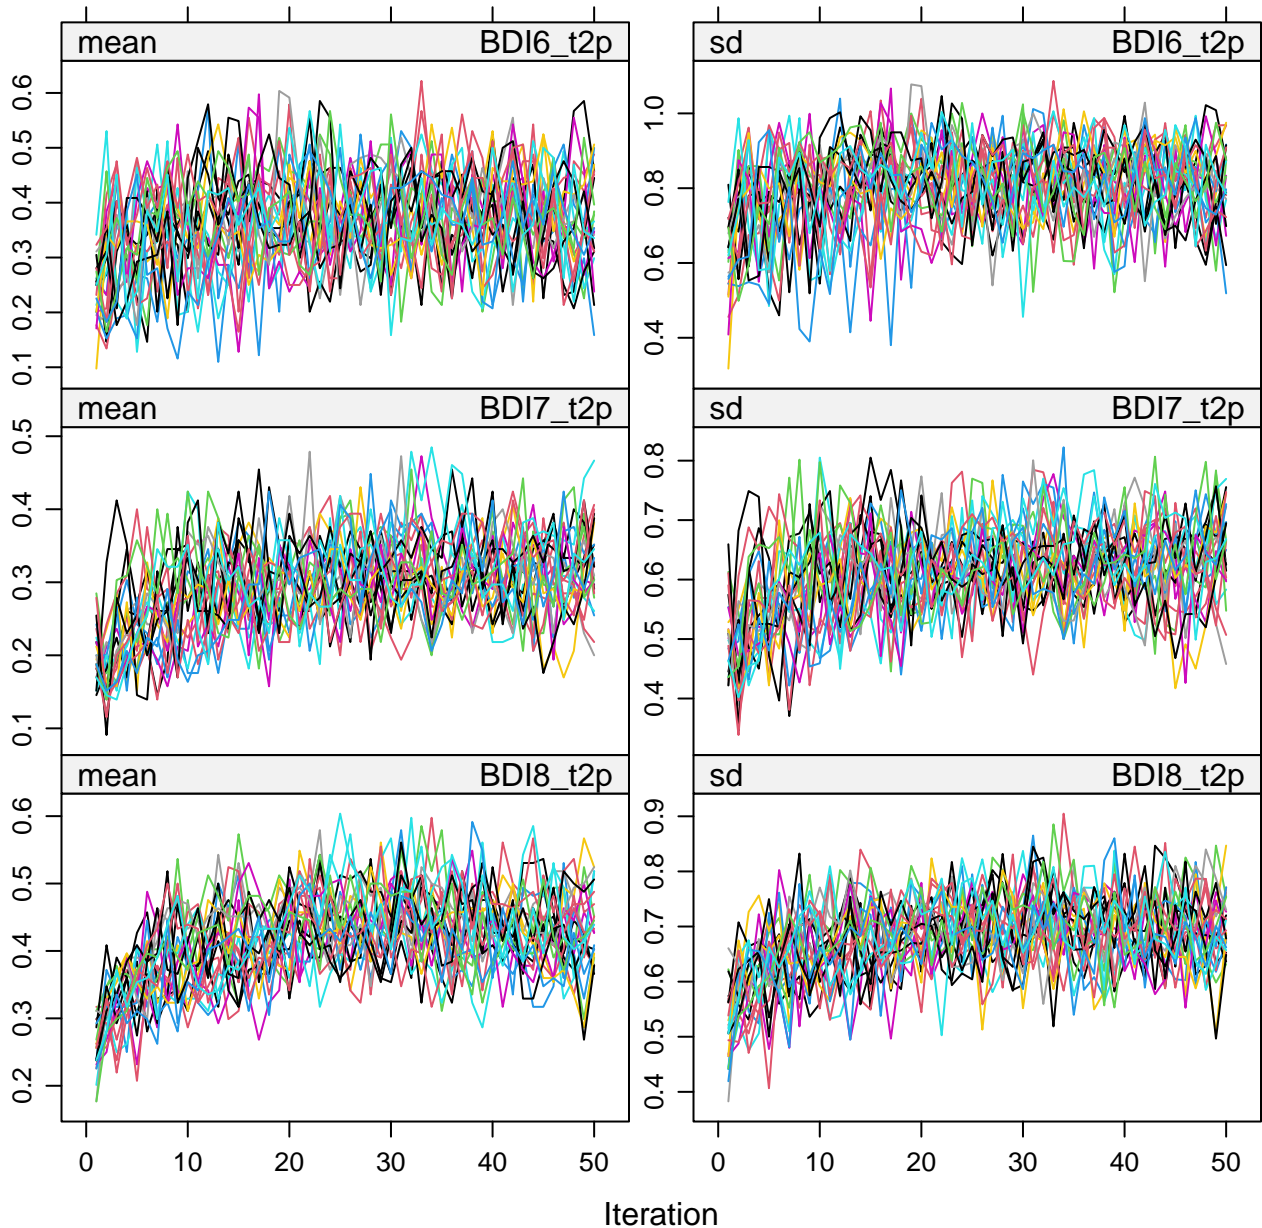 mean BDI6_t2p
sd BDI6_t2p
0.1 0.2 0.3 0.4 0.5 0.6
0.4 0.6 0.8 1.0
mean BDI7_t2p
sd BDI7_t2p
0.1 0.2 0.3 0.4 0.5
0.4 0.5 0.6 0.7 0.8
mean BDI8_t2p
sd BDI8_t2p
0.2 0.3 0.4 0.5 0.6
0.4 0.5 0.6 0.7 0.8 0.9
0 10 20 30 40 50
0 10 20 30 40 50
Iteration